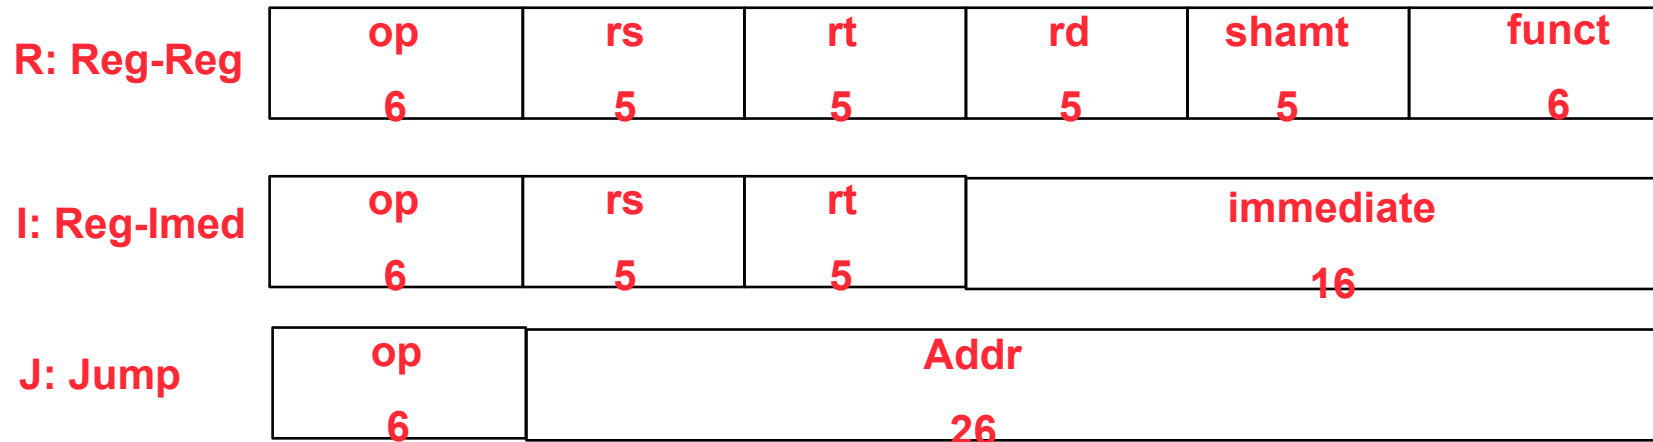 R: Reg-Reg
op rs rt rd shamt funct
6 5 5 5 5 6
I: Reg-Imed
op rs rt immediate
6 5 5 16
J: Jump
op Addr
6 26